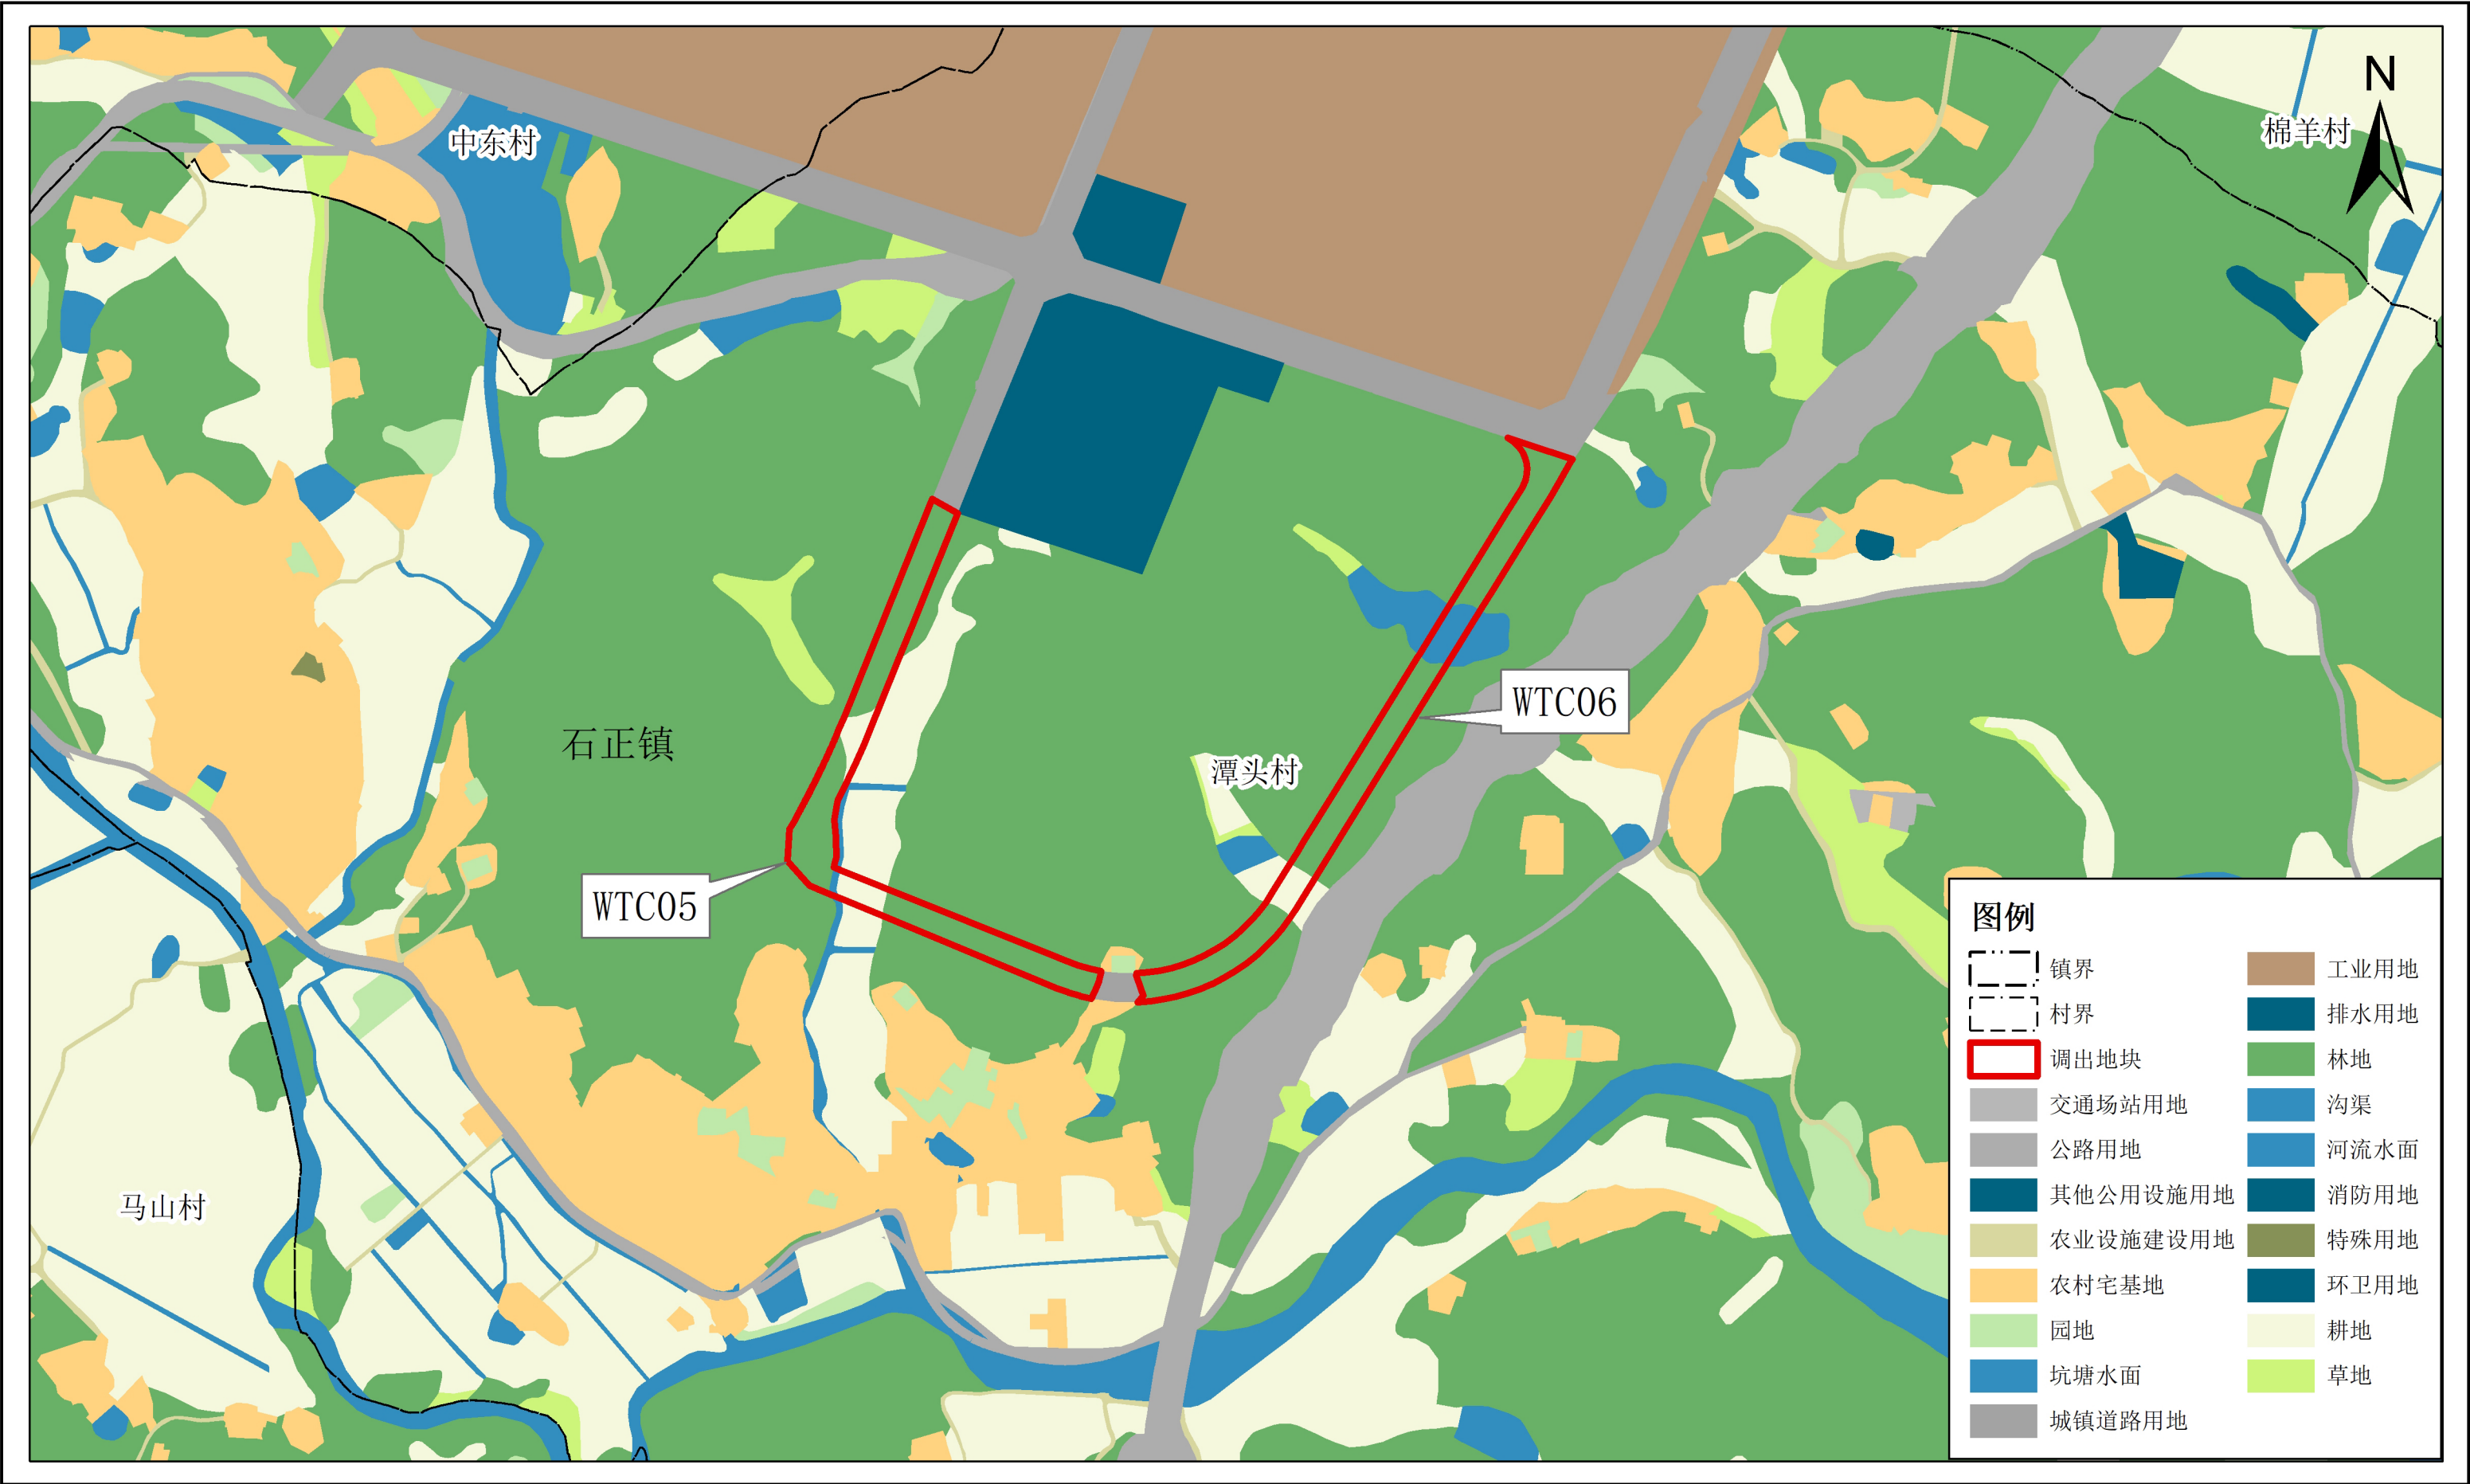 N
中东村
棉羊村
石正镇
WTC06
潭头村
WTC05
马山村
图例
镇界
村界
调出地块
交通场站用地
公路用地
其他公用设施用地
农业设施建设用地
农村宅基地
园地
坑塘水面
城镇道路用地
工业用地
排水用地
林地
沟渠
河流水面
消防用地
特殊用地
环卫用地
耕地
草地